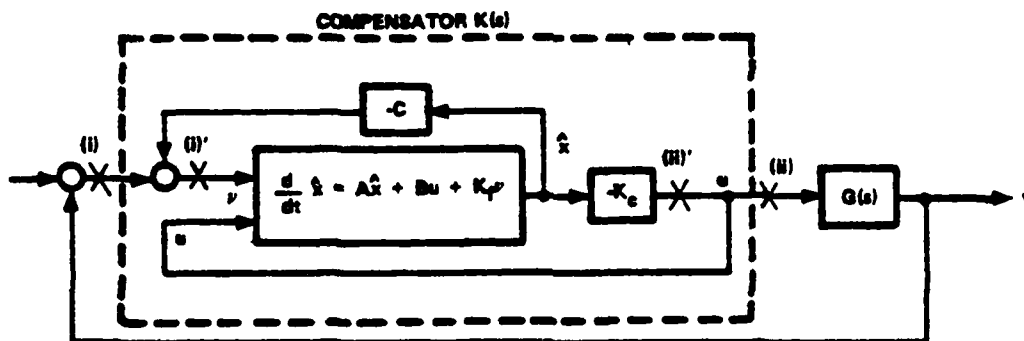 COMPENSATOR K(s)
-C
x̂
(i)
(i)'
(ii)'
(ii)
ν
d/dt x̂ = Ax̂ + Bu + K_f ν
-K_c
u
G(s)
u